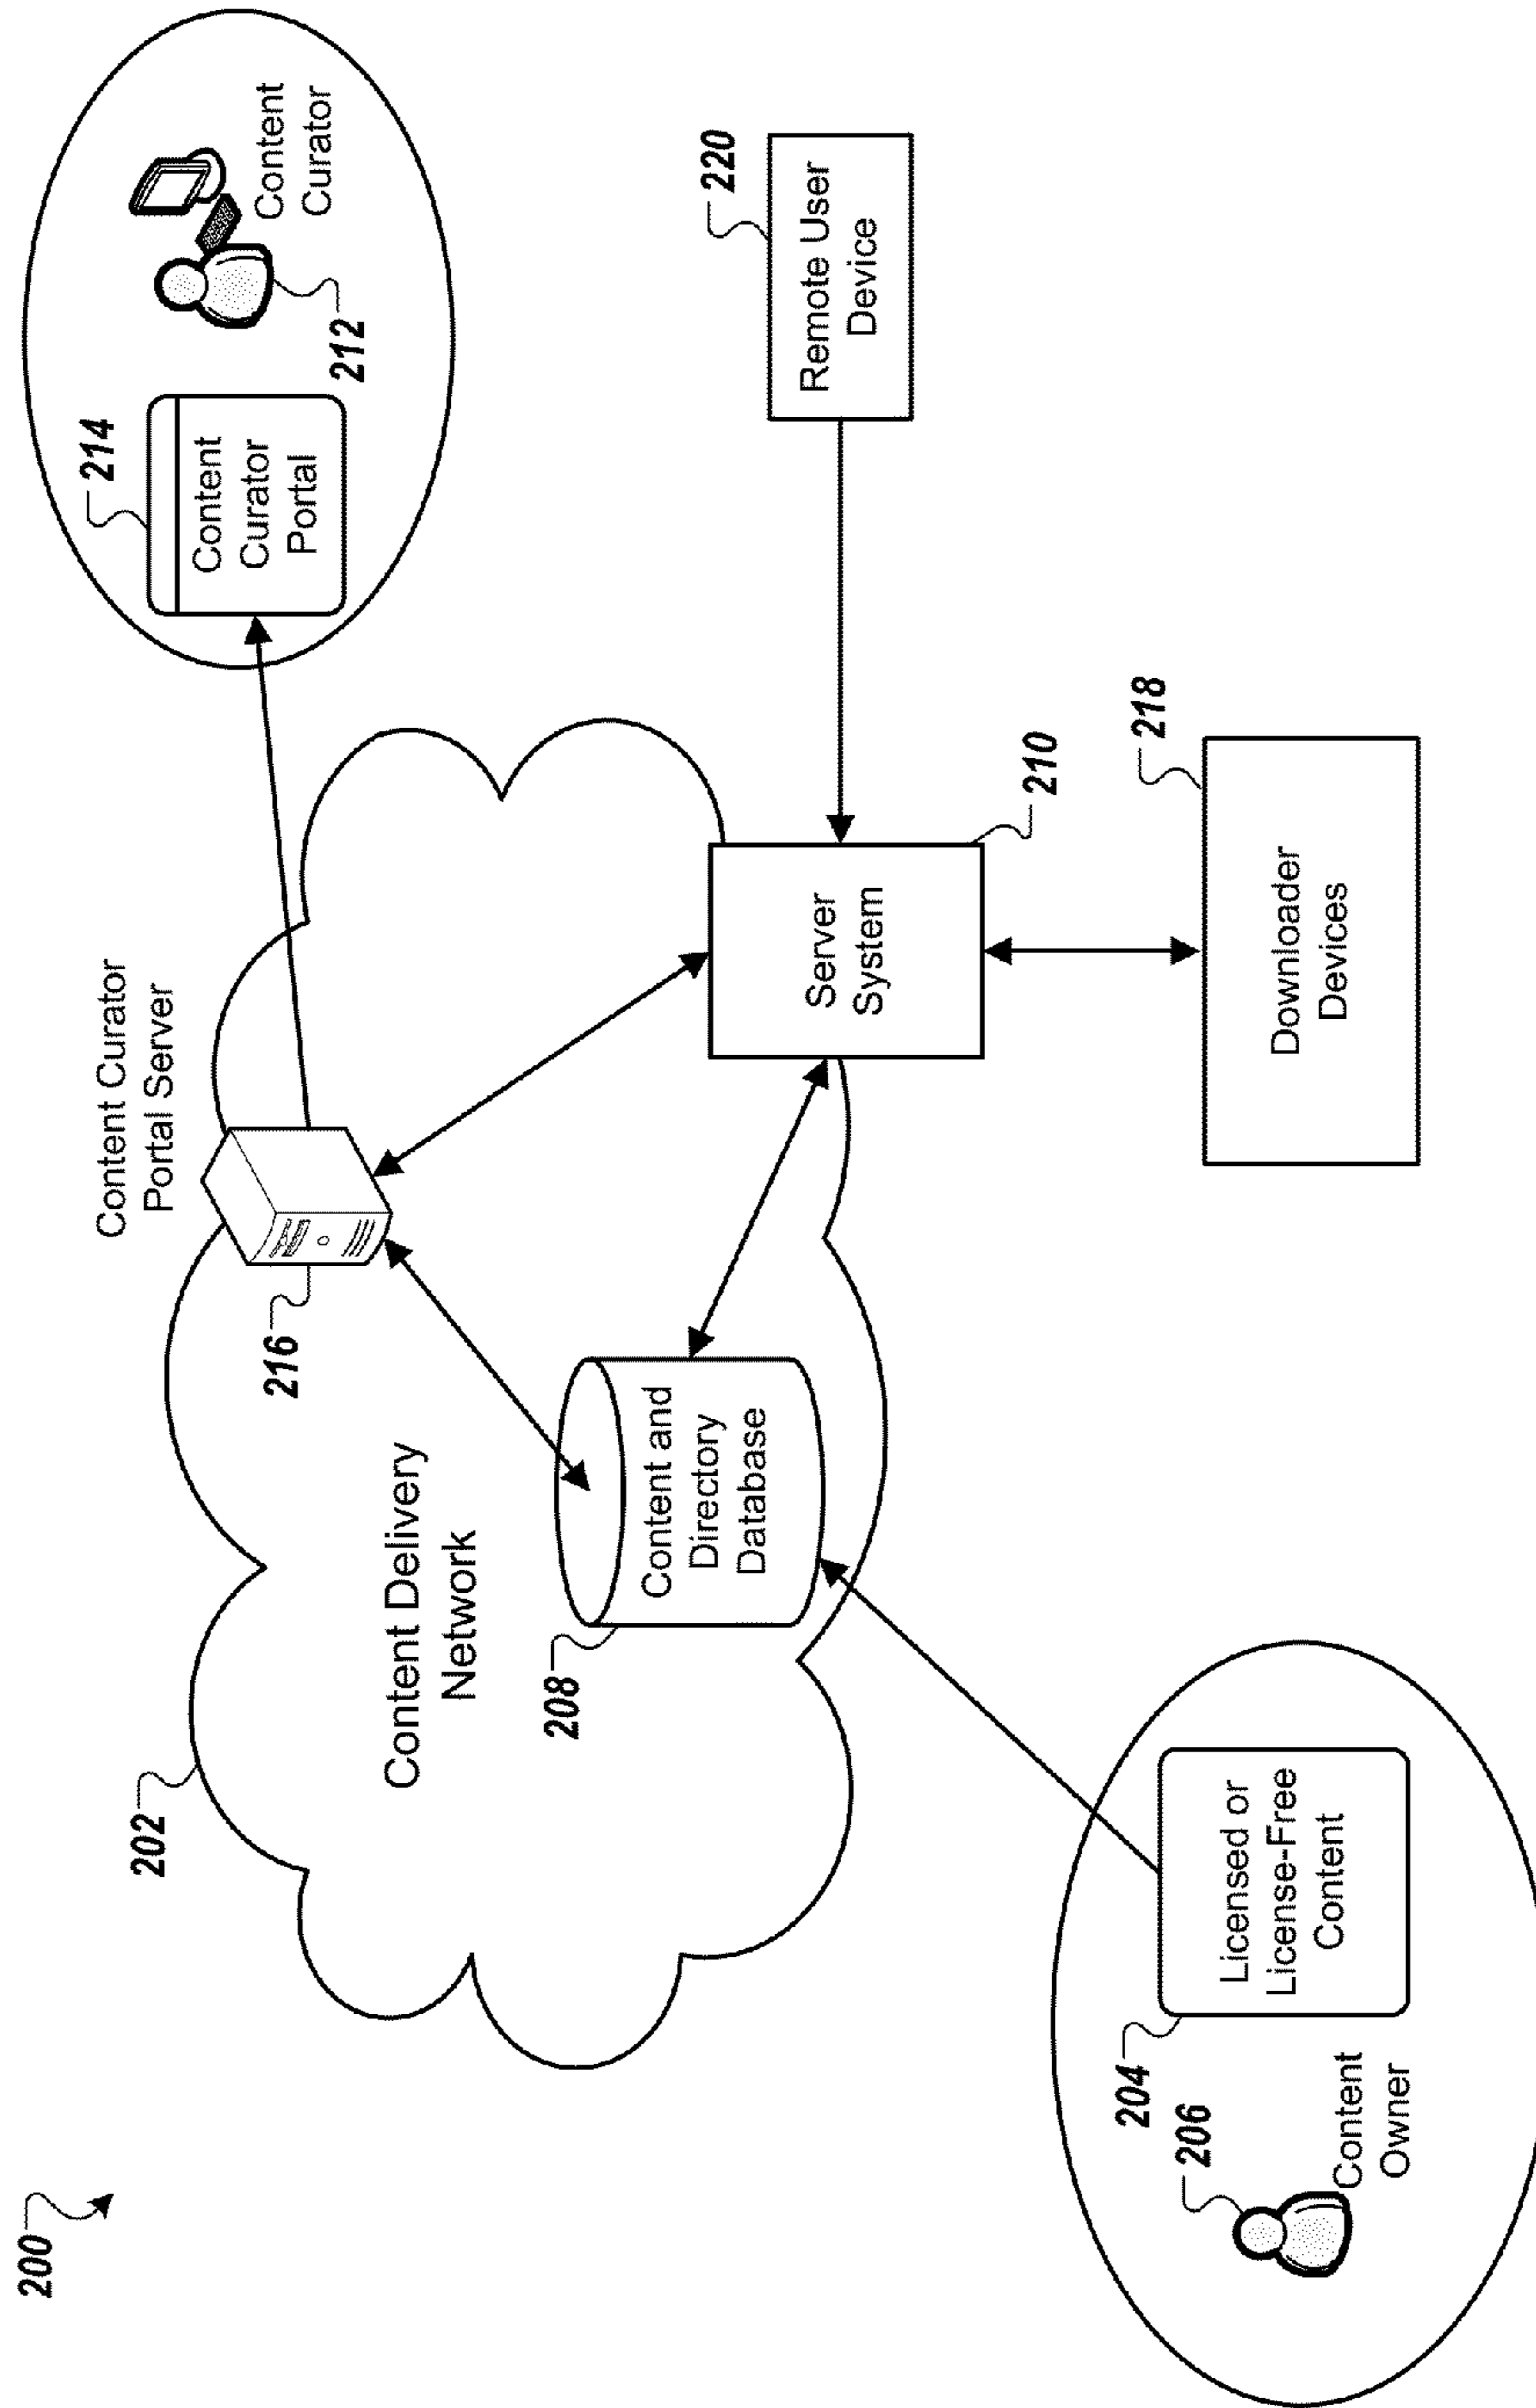 200
202
Content Delivery
Network
Content Curator
Portal Server
216
214
Content
Curator
Portal
212
Content
Curator
208
Content and
Directory
Database
Server
System
210
220
Remote User
Device
218
Downloader
Devices
206
Content
Owner
204
Licensed or
License-Free
Content